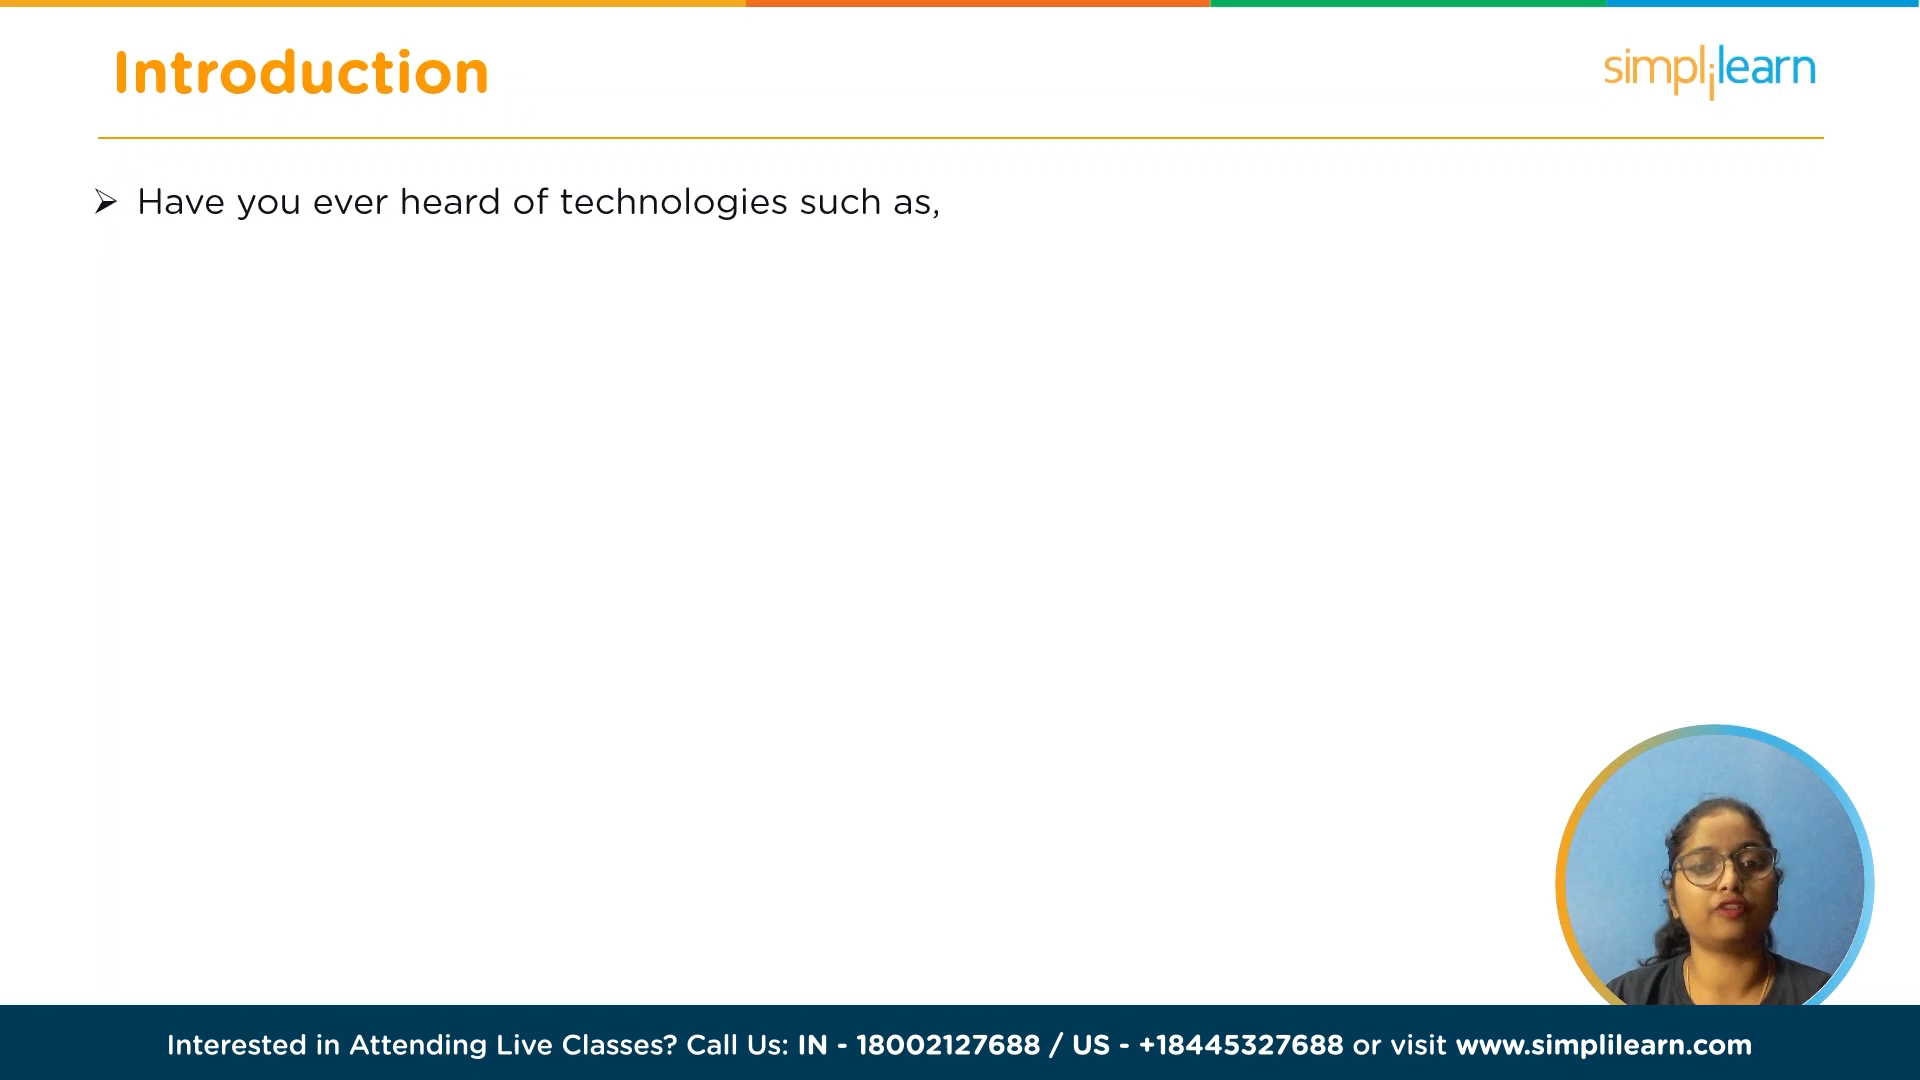 Introduction
simplilearn
Have you ever heard of technologies such as,
Interested in Attending Live Classes? Call Us: IN - 18002127688 / US - +18445327688 or visit www.simplilearn.com